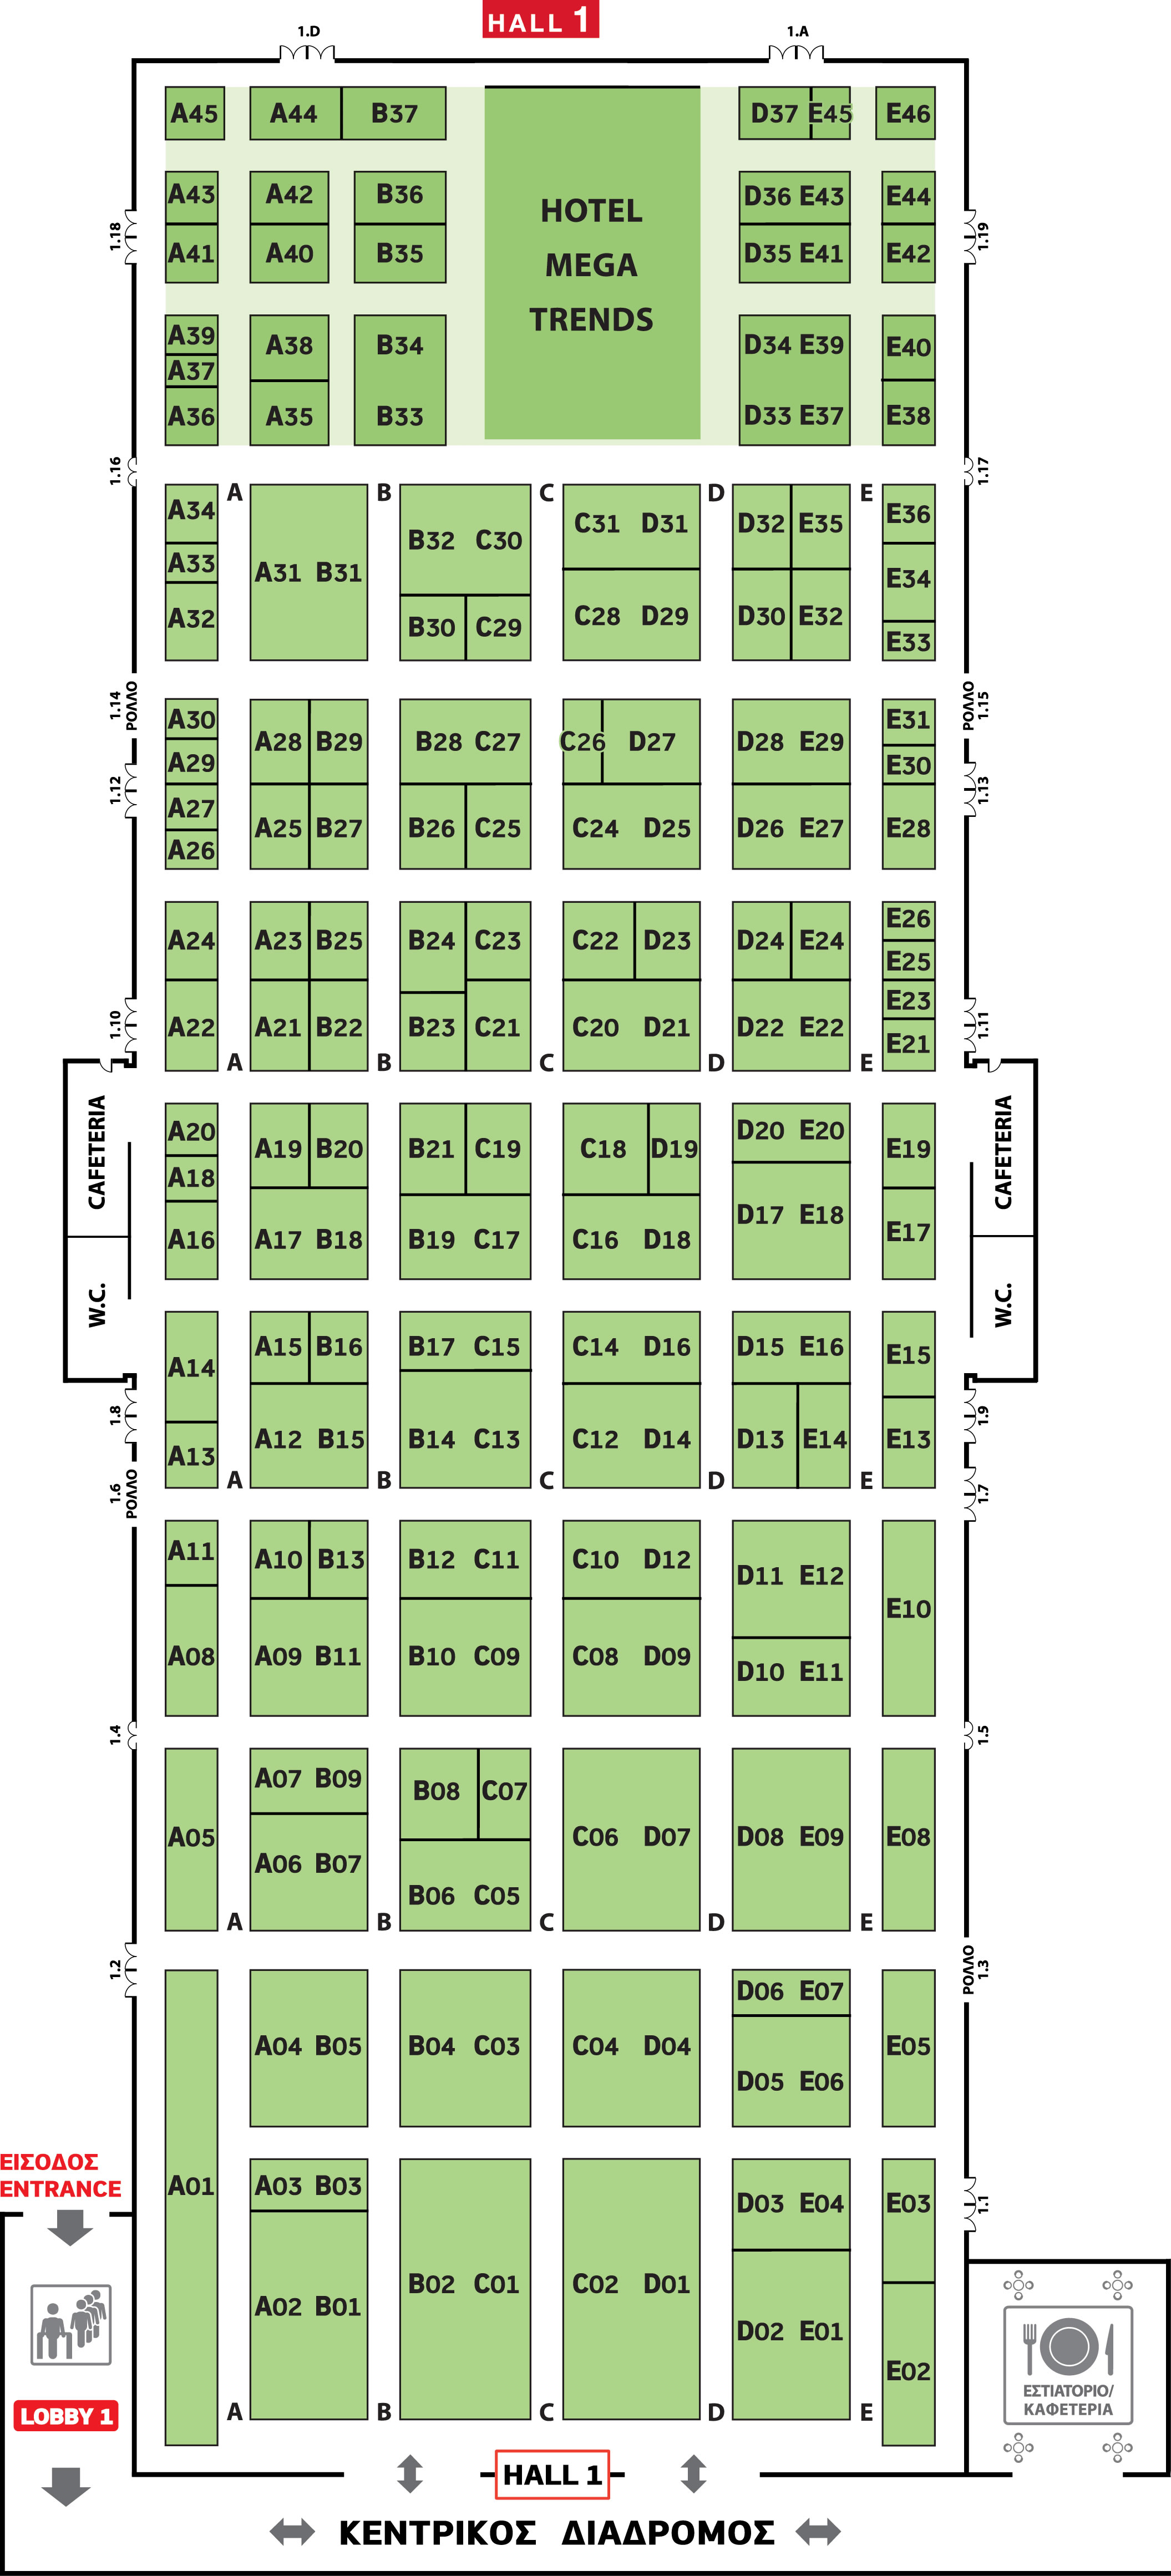 HALL 1
1.D 1.A
A45 A44 B37 D37 E45 E46
A43 A42 B36 D36 E43 E44
HOTEL
MEGA
TRENDS
1.18 1.19
A41 A40 B35 D35 E41 E42
A39 A38 B34 D34 E39 E40
A37
A36 A35 B33 D33 E37 E38
1.16 1.17
A B C D E
A34 B32 C30 C31 D31 D32 E35 E36
A33 A31 B31 E34
A32 B30 C29 C28 D29 D30 E32 E33
1.14 ΡΟΛΛΟ ΡΟΛΛΟ 1.15
A30 A28 B29 B28 C27 C26 D27 D28 E29 E31
A29 E30
1.12 1.13
A27 A25 B27 B26 C25 C24 D25 D26 E27 E28
A26
A24 A23 B25 B24 C23 C22 D23 D24 E24 E26
E25
E23
A22 A21 B22 B23 C21 C20 D21 D22 E22 E21
1.10 1.11
A B C D E
CAFETERIA CAFETERIA
A20 A19 B20 B21 C19 C18 D19 D20 E20 E19
A18
A16 A17 B18 B19 C17 C16 D18 D17 E18 E17
W.C. W.C.
A14 A15 B16 B17 C15 C14 D16 D15 E16 E15
1.8 1.9
A13 A12 B15 B14 C13 C12 D14 D13 E14 E13
A B C D E
1.6 ΡΟΛΛΟ 1.7
A11 A10 B13 B12 C11 C10 D12 D11 E12 E10
A08 A09 B11 B10 C09 C08 D09 D10 E11
1.4 1.5
A05 A07 B09 B08 C07 C06 D07 D08 E09 E08
A06 B07 B06 C05
A B C D E
1.2 ΡΟΛΛΟ 1.3
D06 E07
A04 B05 B04 C03 C04 D04 D05 E06 E05
ΕΙΣΟΔΟΣ
ENTRANCE
A01 A03 B03 D03 E04 E03
1.1
A02 B01 B02 C01 C02 D01 D02 E01 E02
ΕΣΤΙΑΤΟΡΙΟ/
ΚΑΦΕΤΕΡΙΑ
LOBBY 1
A B C D E
HALL 1
ΚΕΝΤΡΙΚΟΣ ΔΙΑΔΡΟΜΟΣ